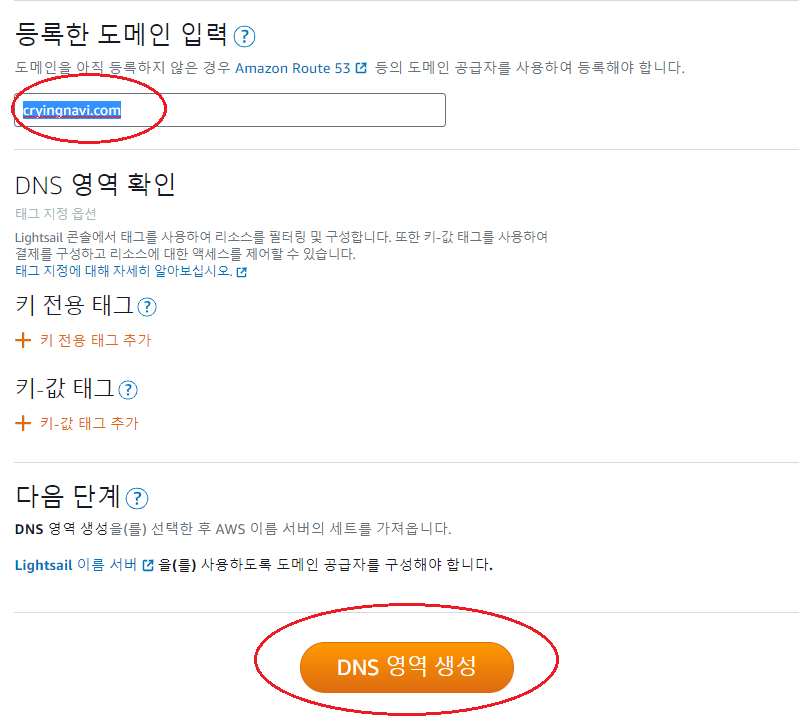 등록한 도메인 입력 ?
도메인을 아직 등록하지 않은 경우 Amazon Route 53 등의 도메인 공급자를 사용하여 등록해야 합니다.
cryingnavi.com
DNS 영역 확인
태그 지정 옵션
Lightsail 콘솔에서 태그를 사용하여 리소스를 필터링 및 구성합니다. 또한 키-값 태그를 사용하여
결제를 구성하고 리소스에 대한 액세스를 제어할 수 있습니다.
태그 지정에 대해 자세히 알아보십시오.
키 전용 태그 ?
+ 키 전용 태그 추가
키-값 태그 ?
+ 키-값 태그 추가
다음 단계 ?
DNS 영역 생성을(를) 선택한 후 AWS 이름 서버의 세트를 가져옵니다.
Lightsail 이름 서버 을(를) 사용하도록 도메인 공급자를 구성해야 합니다.
DNS 영역 생성